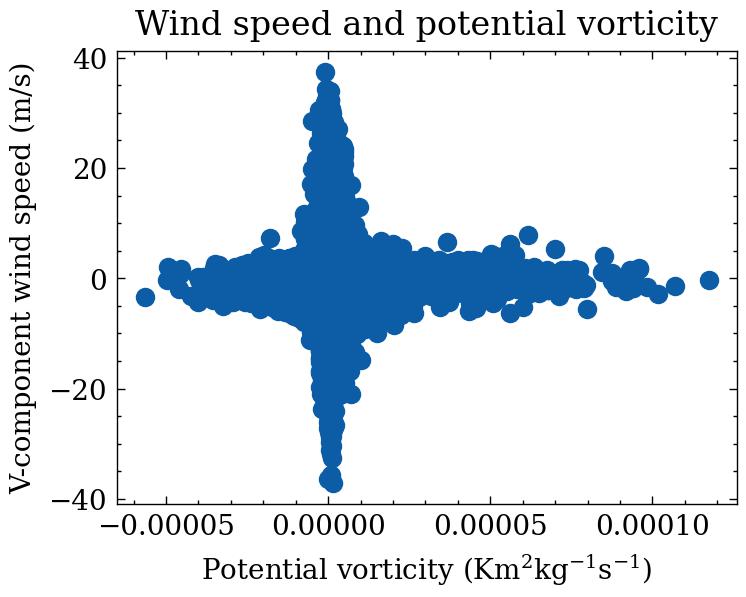 Wind speed and potential vorticity
V-component wind speed (m/s)
40
20
0
−20
−40
−0.00005 0.00000 0.00005 0.00010
Potential vorticity (Km²kg⁻¹s⁻¹)